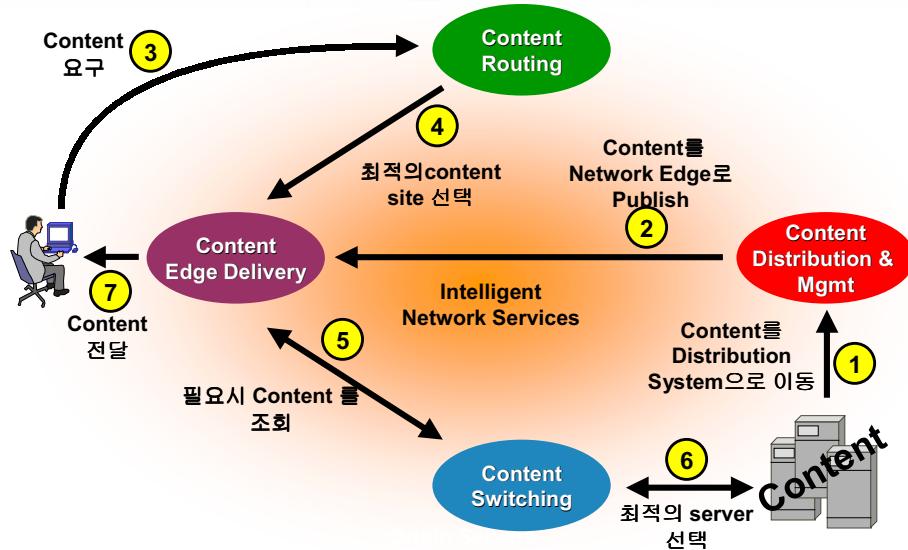 Content
요구
3
Content
Routing
4
최적의content
site 선택
Content를
Network Edge로
Publish
2
Content
Edge Delivery
Content
Distribution &
Mgmt
7
Content
전달
Intelligent
Network Services
5
필요시 Content 를
조회
Content를
Distribution
System으로 이동
1
Content
Switching
6
최적의 server
선택
Content